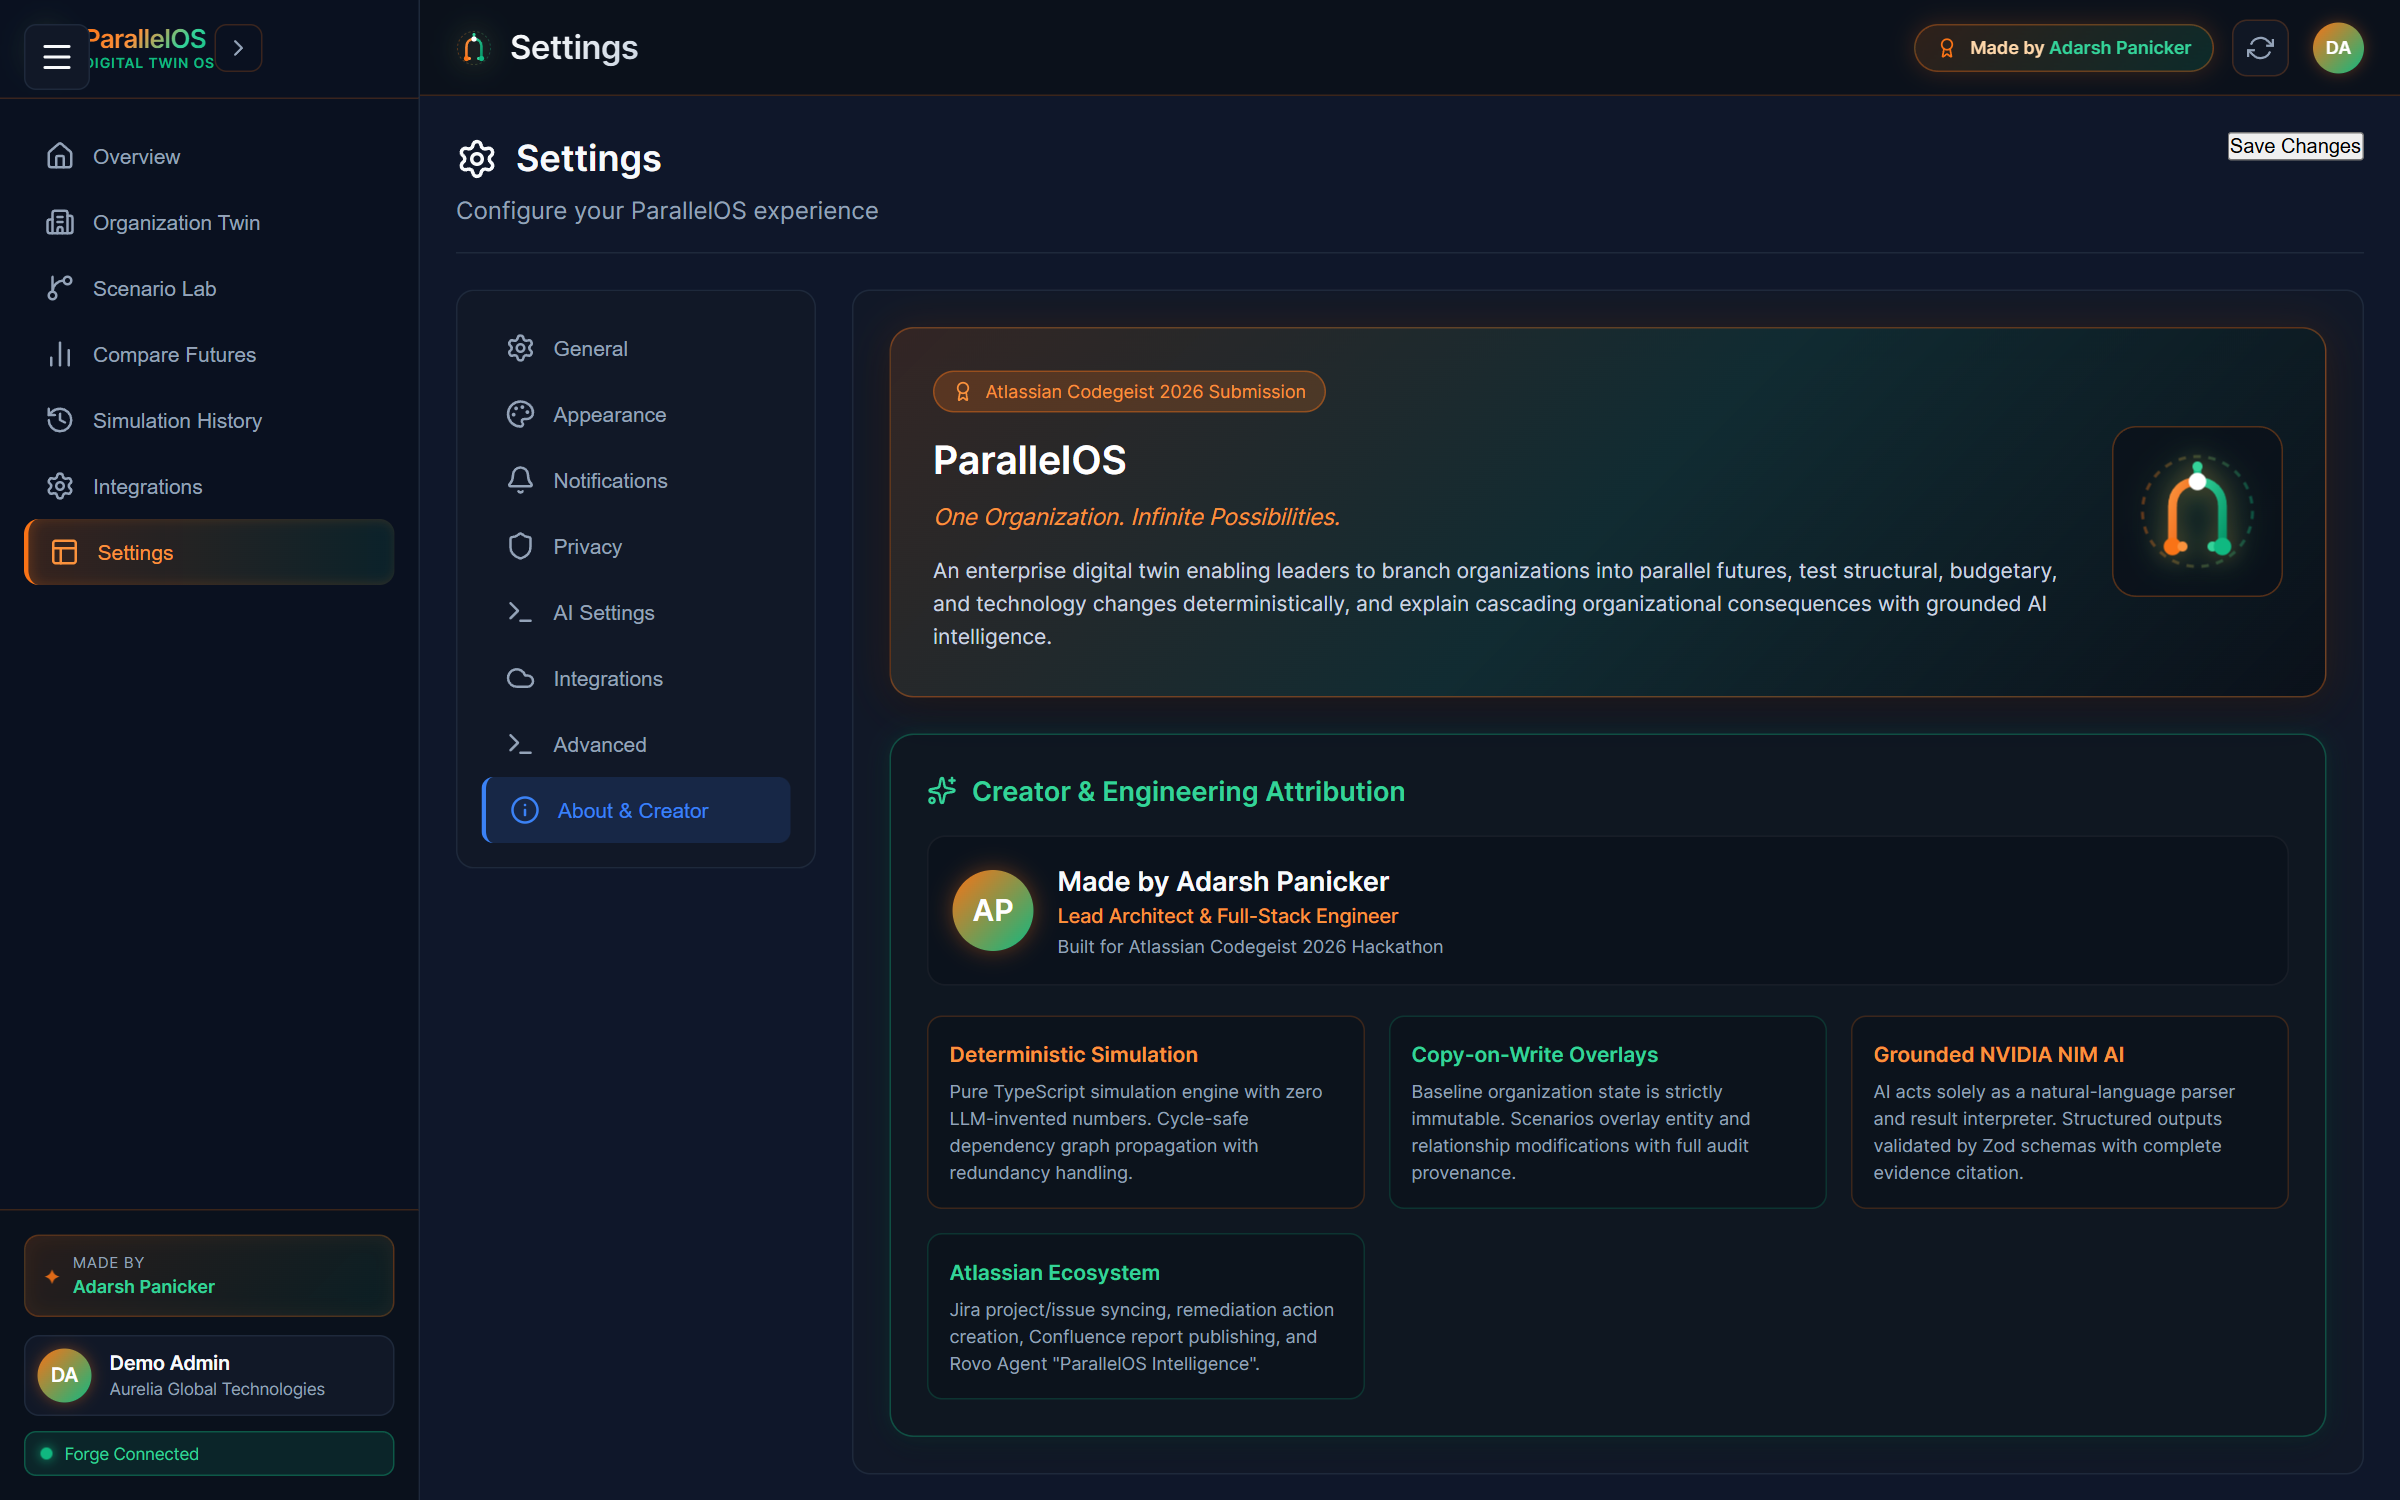 ParallelOS
DIGITAL TWIN OS
Overview
Organization Twin
Scenario Lab
Compare Futures
Simulation History
Integrations
Settings
MADE BY
Adarsh Panicker
DA
Demo Admin
Aurelia Global Technologies
Forge Connected
Settings
Made by Adarsh Panicker
DA
Settings
Configure your ParallelOS experience
Save Changes
General
Appearance
Notifications
Privacy
AI Settings
Integrations
Advanced
About & Creator
Atlassian Codegeist 2026 Submission
ParallelOS
One Organization. Infinite Possibilities.
An enterprise digital twin enabling leaders to branch organizations into parallel futures, test structural, budgetary,
and technology changes deterministically, and explain cascading organizational consequences with grounded AI
intelligence.
Creator & Engineering Attribution
AP
Made by Adarsh Panicker
Lead Architect & Full-Stack Engineer
Built for Atlassian Codegeist 2026 Hackathon
Deterministic Simulation
Pure TypeScript simulation engine with zero
LLM-invented numbers. Cycle-safe
dependency graph propagation with
redundancy handling.
Copy-on-Write Overlays
Baseline organization state is strictly
immutable. Scenarios overlay entity and
relationship modifications with full audit
provenance.
Grounded NVIDIA NIM AI
AI acts solely as a natural-language parser
and result interpreter. Structured outputs
validated by Zod schemas with complete
evidence citation.
Atlassian Ecosystem
Jira project/issue syncing, remediation action
creation, Confluence report publishing, and
Rovo Agent "ParallelOS Intelligence".